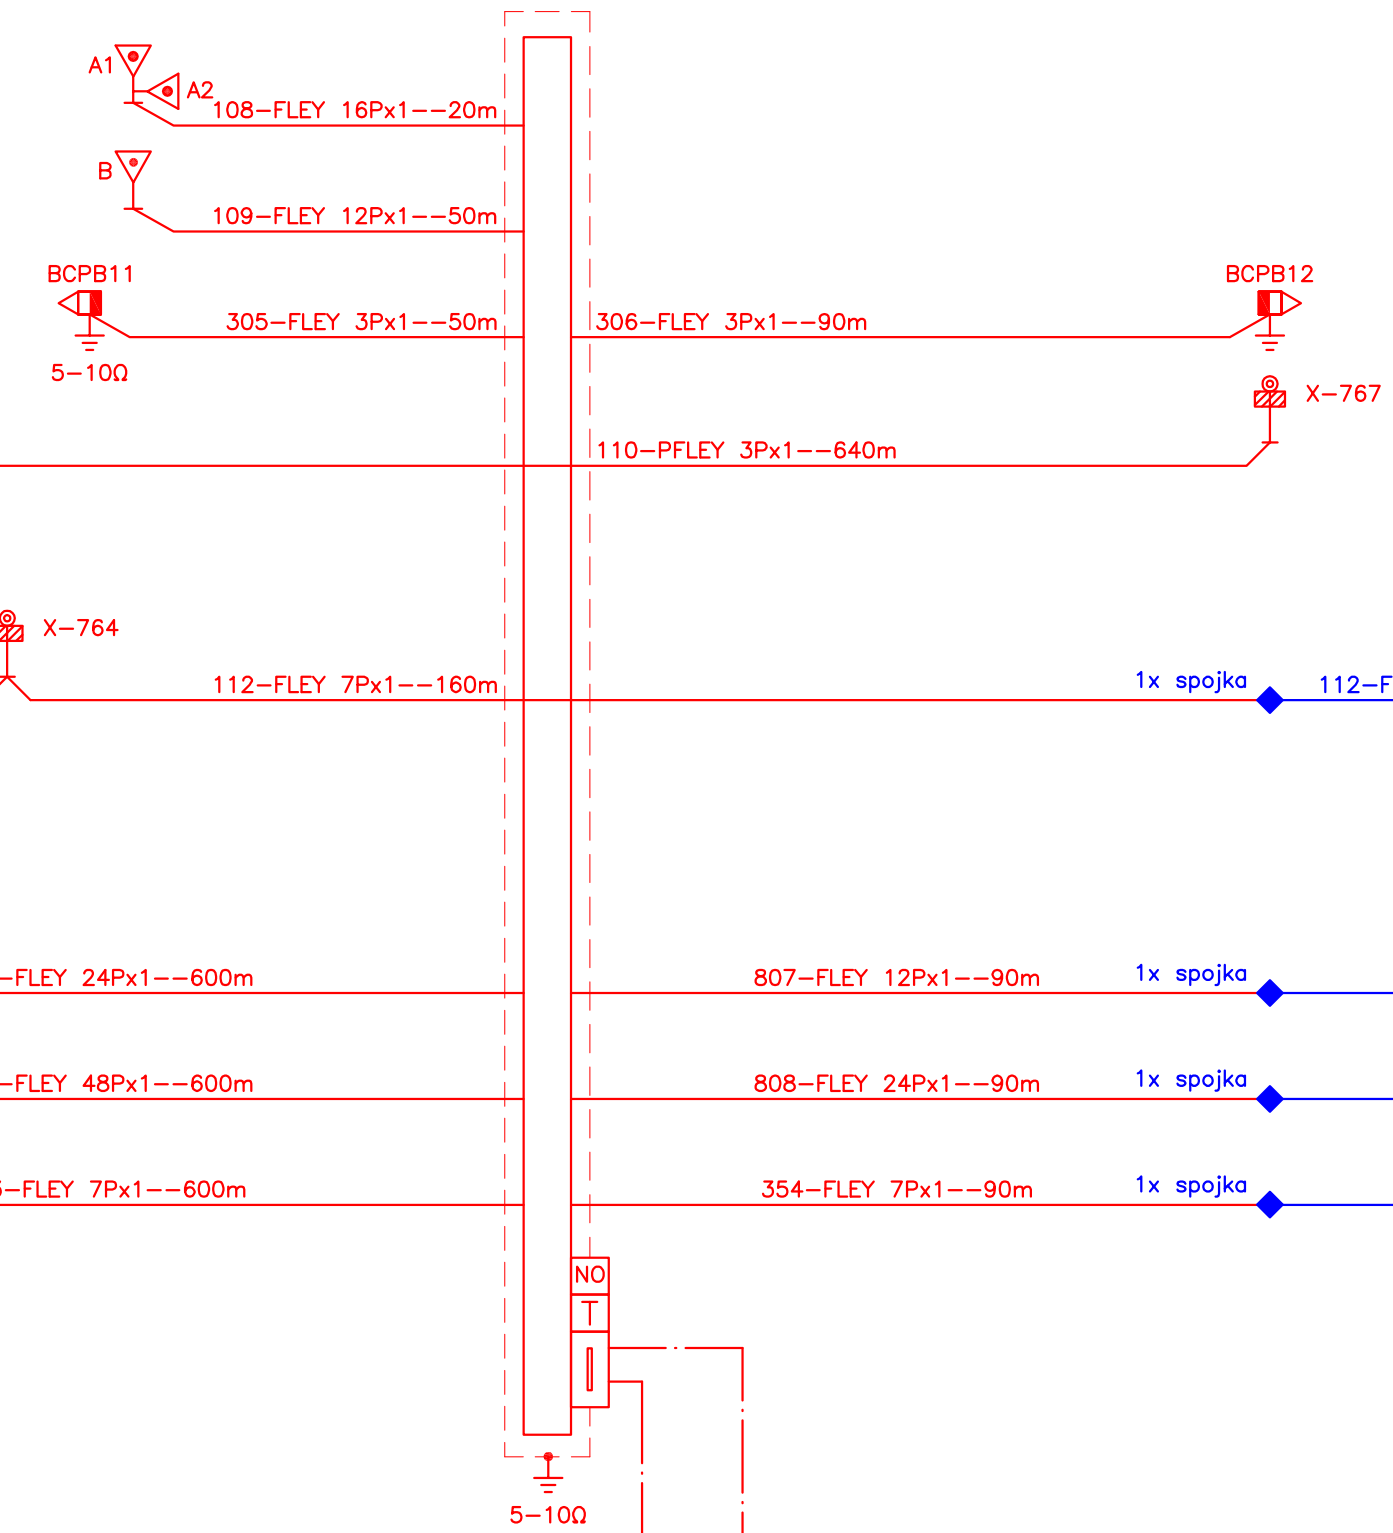 A1
A2
108-FLEY 16Px1--20m
B
109-FLEY 12Px1--50m
BCPB11
BCPB12
305-FLEY 3Px1--50m
306-FLEY 3Px1--90m
5-10Ω
X-767
110-PFLEY 3Px1--640m
X-764
112-FLEY 7Px1--160m
1x spojka
112-F
-FLEY 24Px1--600m
807-FLEY 12Px1--90m
1x spojka
-FLEY 48Px1--600m
808-FLEY 24Px1--90m
1x spojka
-FLEY 7Px1--600m
354-FLEY 7Px1--90m
1x spojka
NO
T
5-10Ω